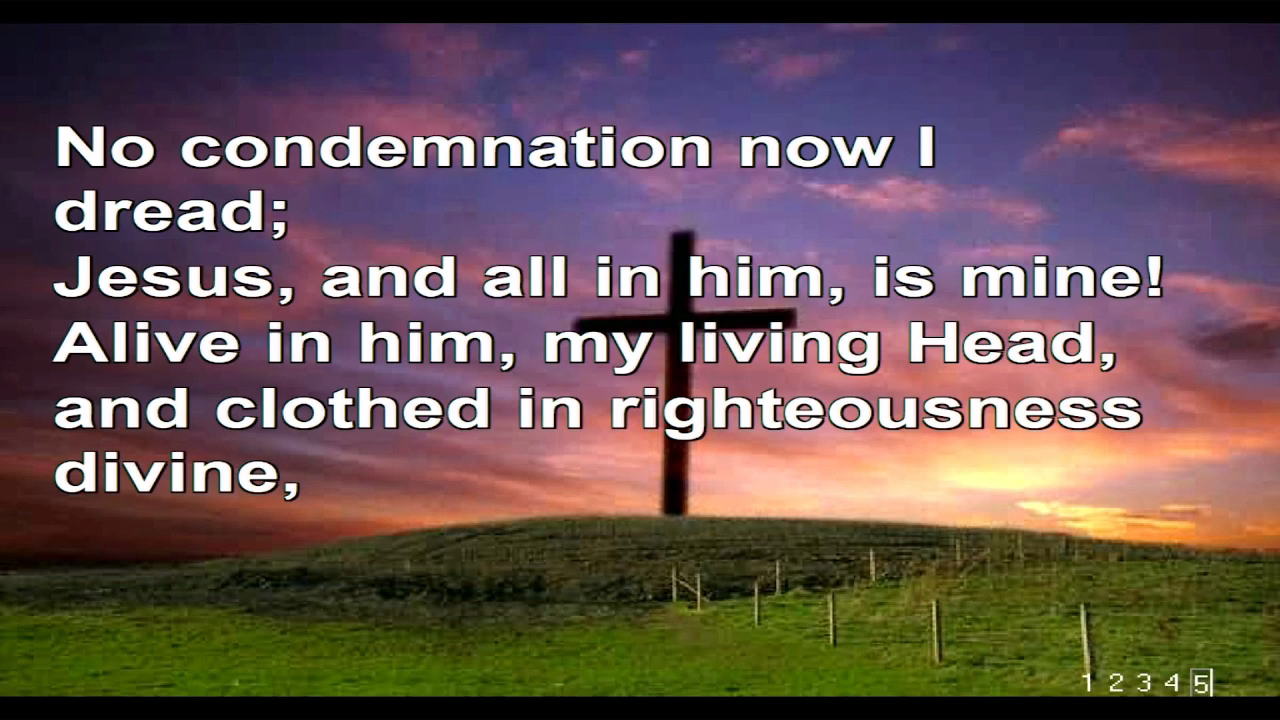 No condemnation now I
dread;
Jesus, and all in him, is mine!
Alive in him, my living Head,
and clothed in righteousness
divine,
1 2 3 4 5